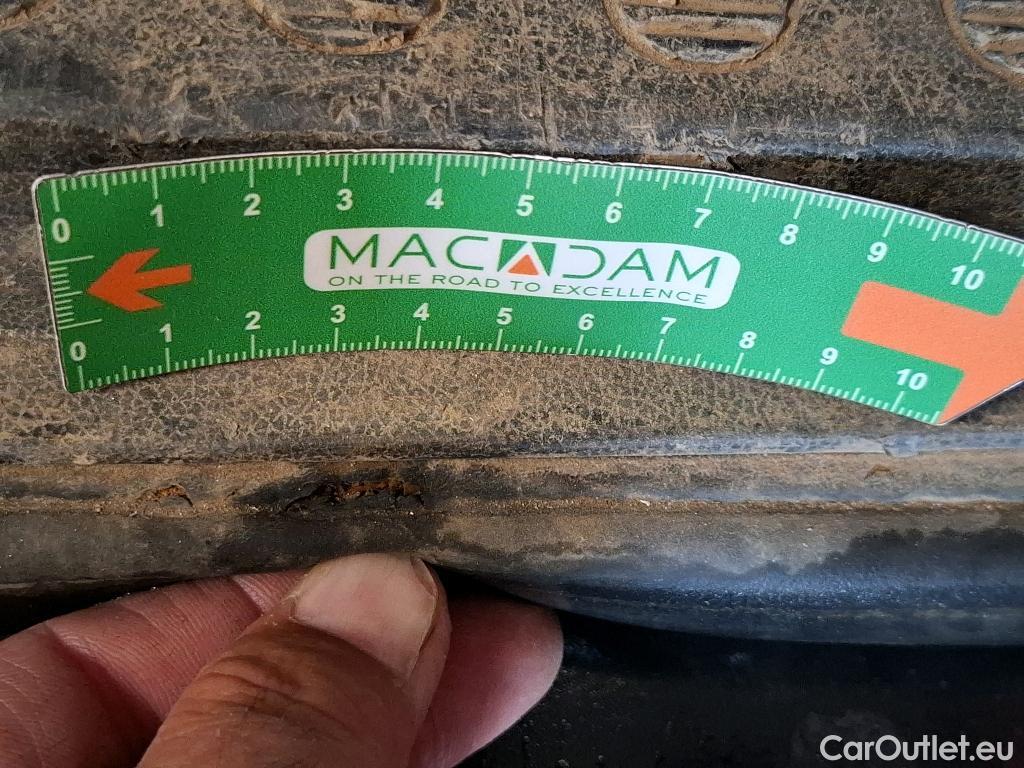 0 1 2 3 4 5 6 7 8 9 10
MACADAM
ON THE ROAD TO EXCELLENCE
0 1 2 3 4 5 6 7 8 9 10
CarOutlet.eu